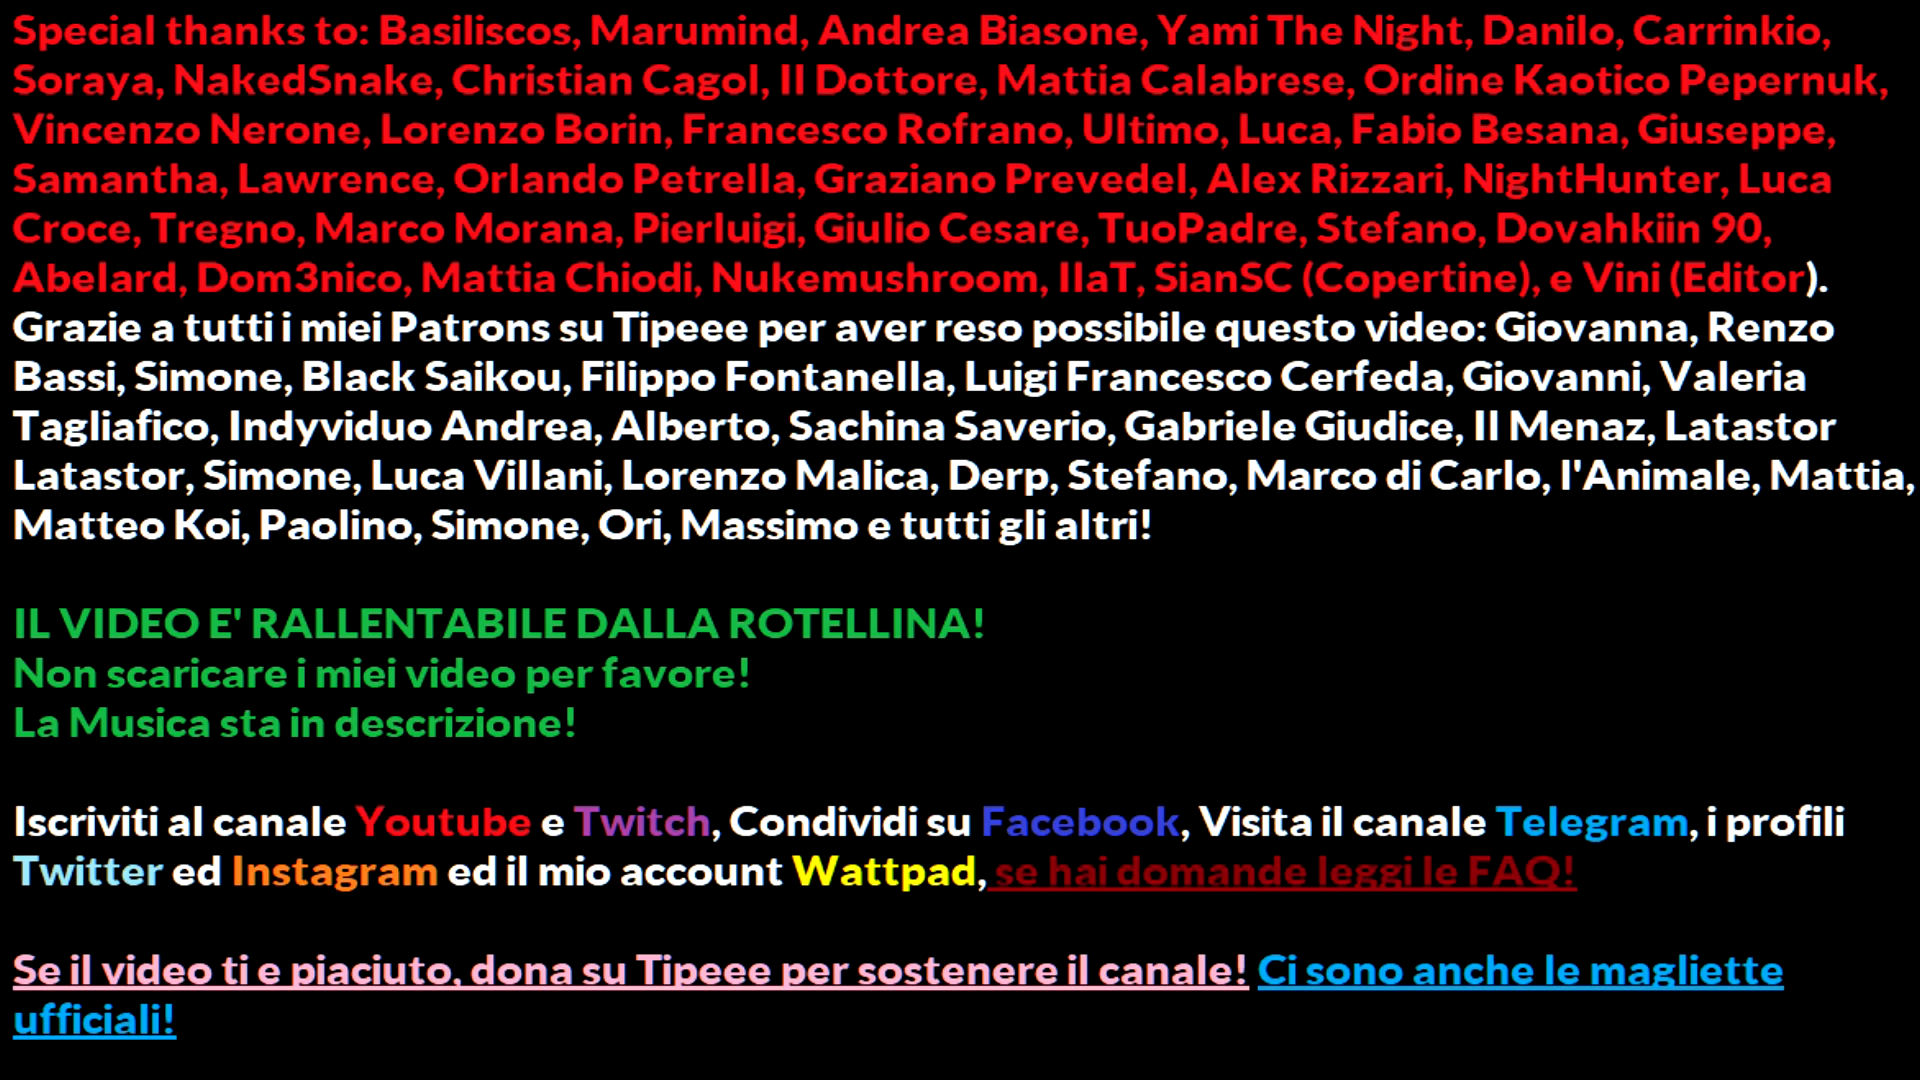 Special thanks to: Basiliscos, Marumind, Andrea Biasone, Yami The Night, Danilo, Carrinkio,
Soraya, NakedSnake, Christian Cagol, Il Dottore, Mattia Calabrese, Ordine Kaotico Pepernuk,
Vincenzo Nerone, Lorenzo Borin, Francesco Rofrano, Ultimo, Luca, Fabio Besana, Giuseppe,
Samantha, Lawrence, Orlando Petrella, Graziano Prevedel, Alex Rizzari, NightHunter, Luca
Croce, Tregno, Marco Morana, Pierluigi, Giulio Cesare, TuoPadre, Stefano, Dovahkiin 90,
Abelard, Dom3nico, Mattia Chiodi, Nukemushroom, IlaT, SianSC (Copertine), e Vini (Editor).
Grazie a tutti i miei Patrons su Tipeee per aver reso possibile questo video: Giovanna, Renzo
Bassi, Simone, Black Saikou, Filippo Fontanella, Luigi Francesco Cerfeda, Giovanni, Valeria
Tagliafico, Indyviduo Andrea, Alberto, Sachina Saverio, Gabriele Giudice, Il Menaz, Latastor
Latastor, Simone, Luca Villani, Lorenzo Malica, Derp, Stefano, Marco di Carlo, l'Animale, Mattia,
Matteo Koi, Paolino, Simone, Ori, Massimo e tutti gli altri!
IL VIDEO E' RALLENTABILE DALLA ROTELLINA!
Non scaricare i miei video per favore!
La Musica sta in descrizione!
Iscriviti al canale Youtube e Twitch, Condividi su Facebook, Visita il canale Telegram, i profili
Twitter ed Instagram ed il mio account Wattpad, se hai domande leggi le FAQ!
Se il video ti e piaciuto, dona su Tipeee per sostenere il canale! Ci sono anche le magliette
ufficiali!